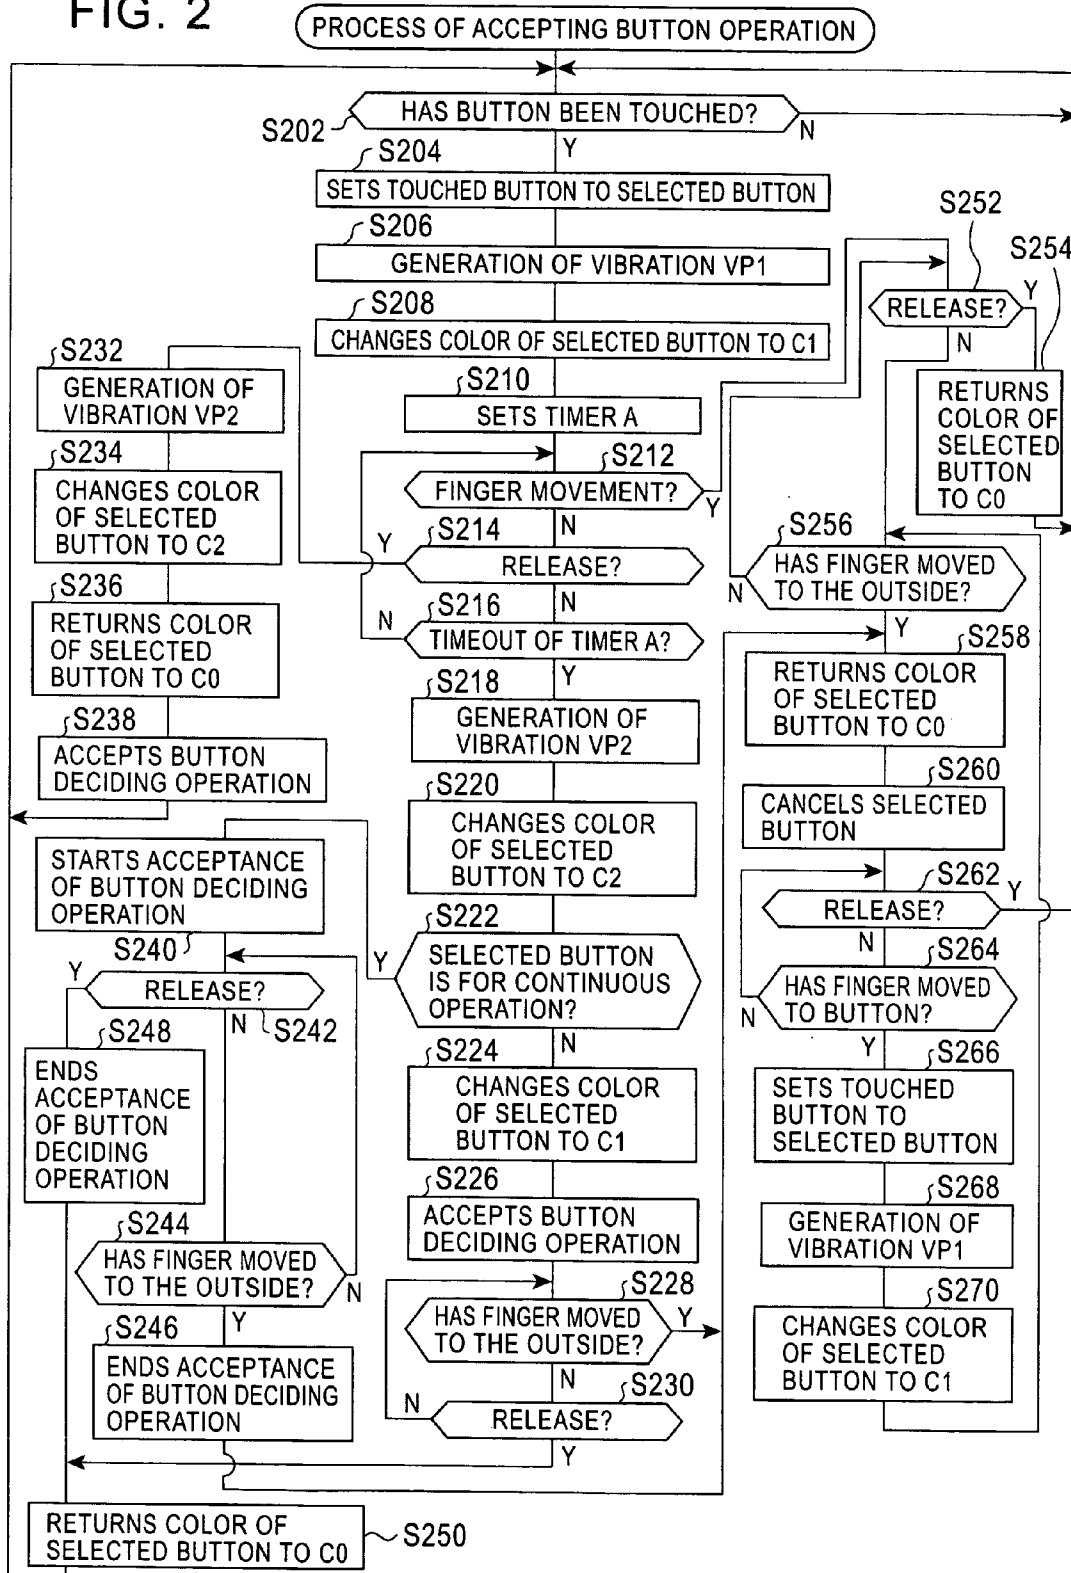 FIG. 2
PROCESS OF ACCEPTING BUTTON OPERATION
HAS BUTTON BEEN TOUCHED?
S202
N
Y
S204
SETS TOUCHED BUTTON TO SELECTED BUTTON
S206
GENERATION OF VIBRATION VP1
S208
CHANGES COLOR OF SELECTED BUTTON TO C1
S210
SETS TIMER A
S212
FINGER MOVEMENT?
Y
N
S214
Y
RELEASE?
N
S216
N
TIMEOUT OF TIMER A?
Y
S218
GENERATION OF
VIBRATION VP2
S220
CHANGES COLOR
OF SELECTED
BUTTON TO C2
S222
Y
SELECTED BUTTON
IS FOR CONTINUOUS
OPERATION?
N
S224
CHANGES COLOR
OF SELECTED
BUTTON TO C1
S226
ACCEPTS BUTTON
DECIDING OPERATION
S228
HAS FINGER MOVED
TO THE OUTSIDE?
Y
N
S230
N
RELEASE?
Y
S232
GENERATION OF
VIBRATION VP2
S234
CHANGES COLOR
OF SELECTED
BUTTON TO C2
S236
RETURNS COLOR
OF SELECTED
BUTTON TO C0
S238
ACCEPTS BUTTON
DECIDING OPERATION
STARTS ACCEPTANCE
OF BUTTON DECIDING
OPERATION
S240
Y
RELEASE?
N
S242
S248
ENDS
ACCEPTANCE
OF BUTTON
DECIDING
OPERATION
S244
HAS FINGER MOVED
TO THE OUTSIDE?
N
Y
S246
ENDS ACCEPTANCE
OF BUTTON DECIDING
OPERATION
RETURNS COLOR OF
SELECTED BUTTON TO C0
S250
S252
S254
RELEASE?
Y
N
RETURNS
COLOR OF
SELECTED
BUTTON
TO C0
S256
HAS FINGER MOVED
TO THE OUTSIDE?
N
Y
S258
RETURNS COLOR
OF SELECTED
BUTTON TO C0
S260
CANCELS SELECTED
BUTTON
S262
RELEASE?
Y
N
S264
HAS FINGER MOVED
TO BUTTON?
N
Y
S266
SETS TOUCHED
BUTTON TO
SELECTED BUTTON
S268
GENERATION OF
VIBRATION VP1
S270
CHANGES COLOR
OF SELECTED
BUTTON TO C1